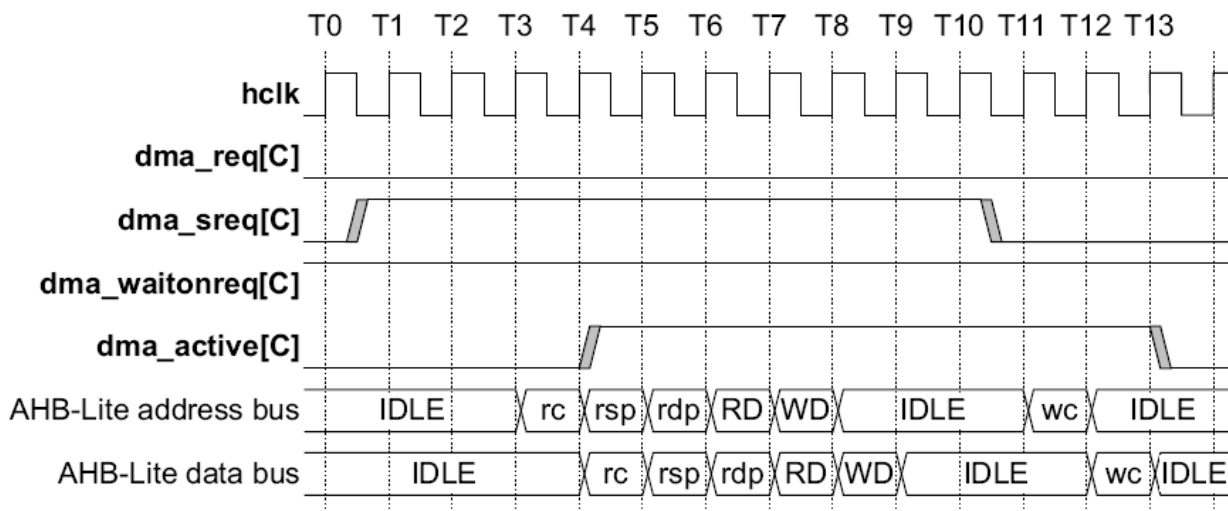 T0 T1 T2 T3 T4 T5 T6 T7 T8 T9 T10 T11 T12 T13
hclk
dma_req[C]
dma_sreq[C]
dma_waitonreq[C]
dma_active[C]
AHB-Lite address bus IDLE rc rsp rdp RD WD IDLE wc IDLE
AHB-Lite data bus IDLE rc rsp rdp RD WD IDLE wc IDLE